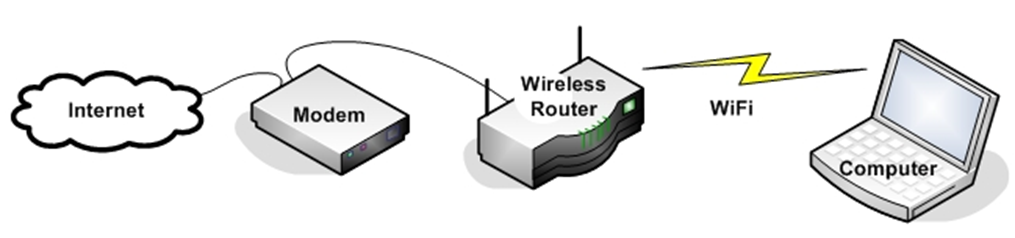 Internet
Modem
Wireless
Router
WiFi
Computer